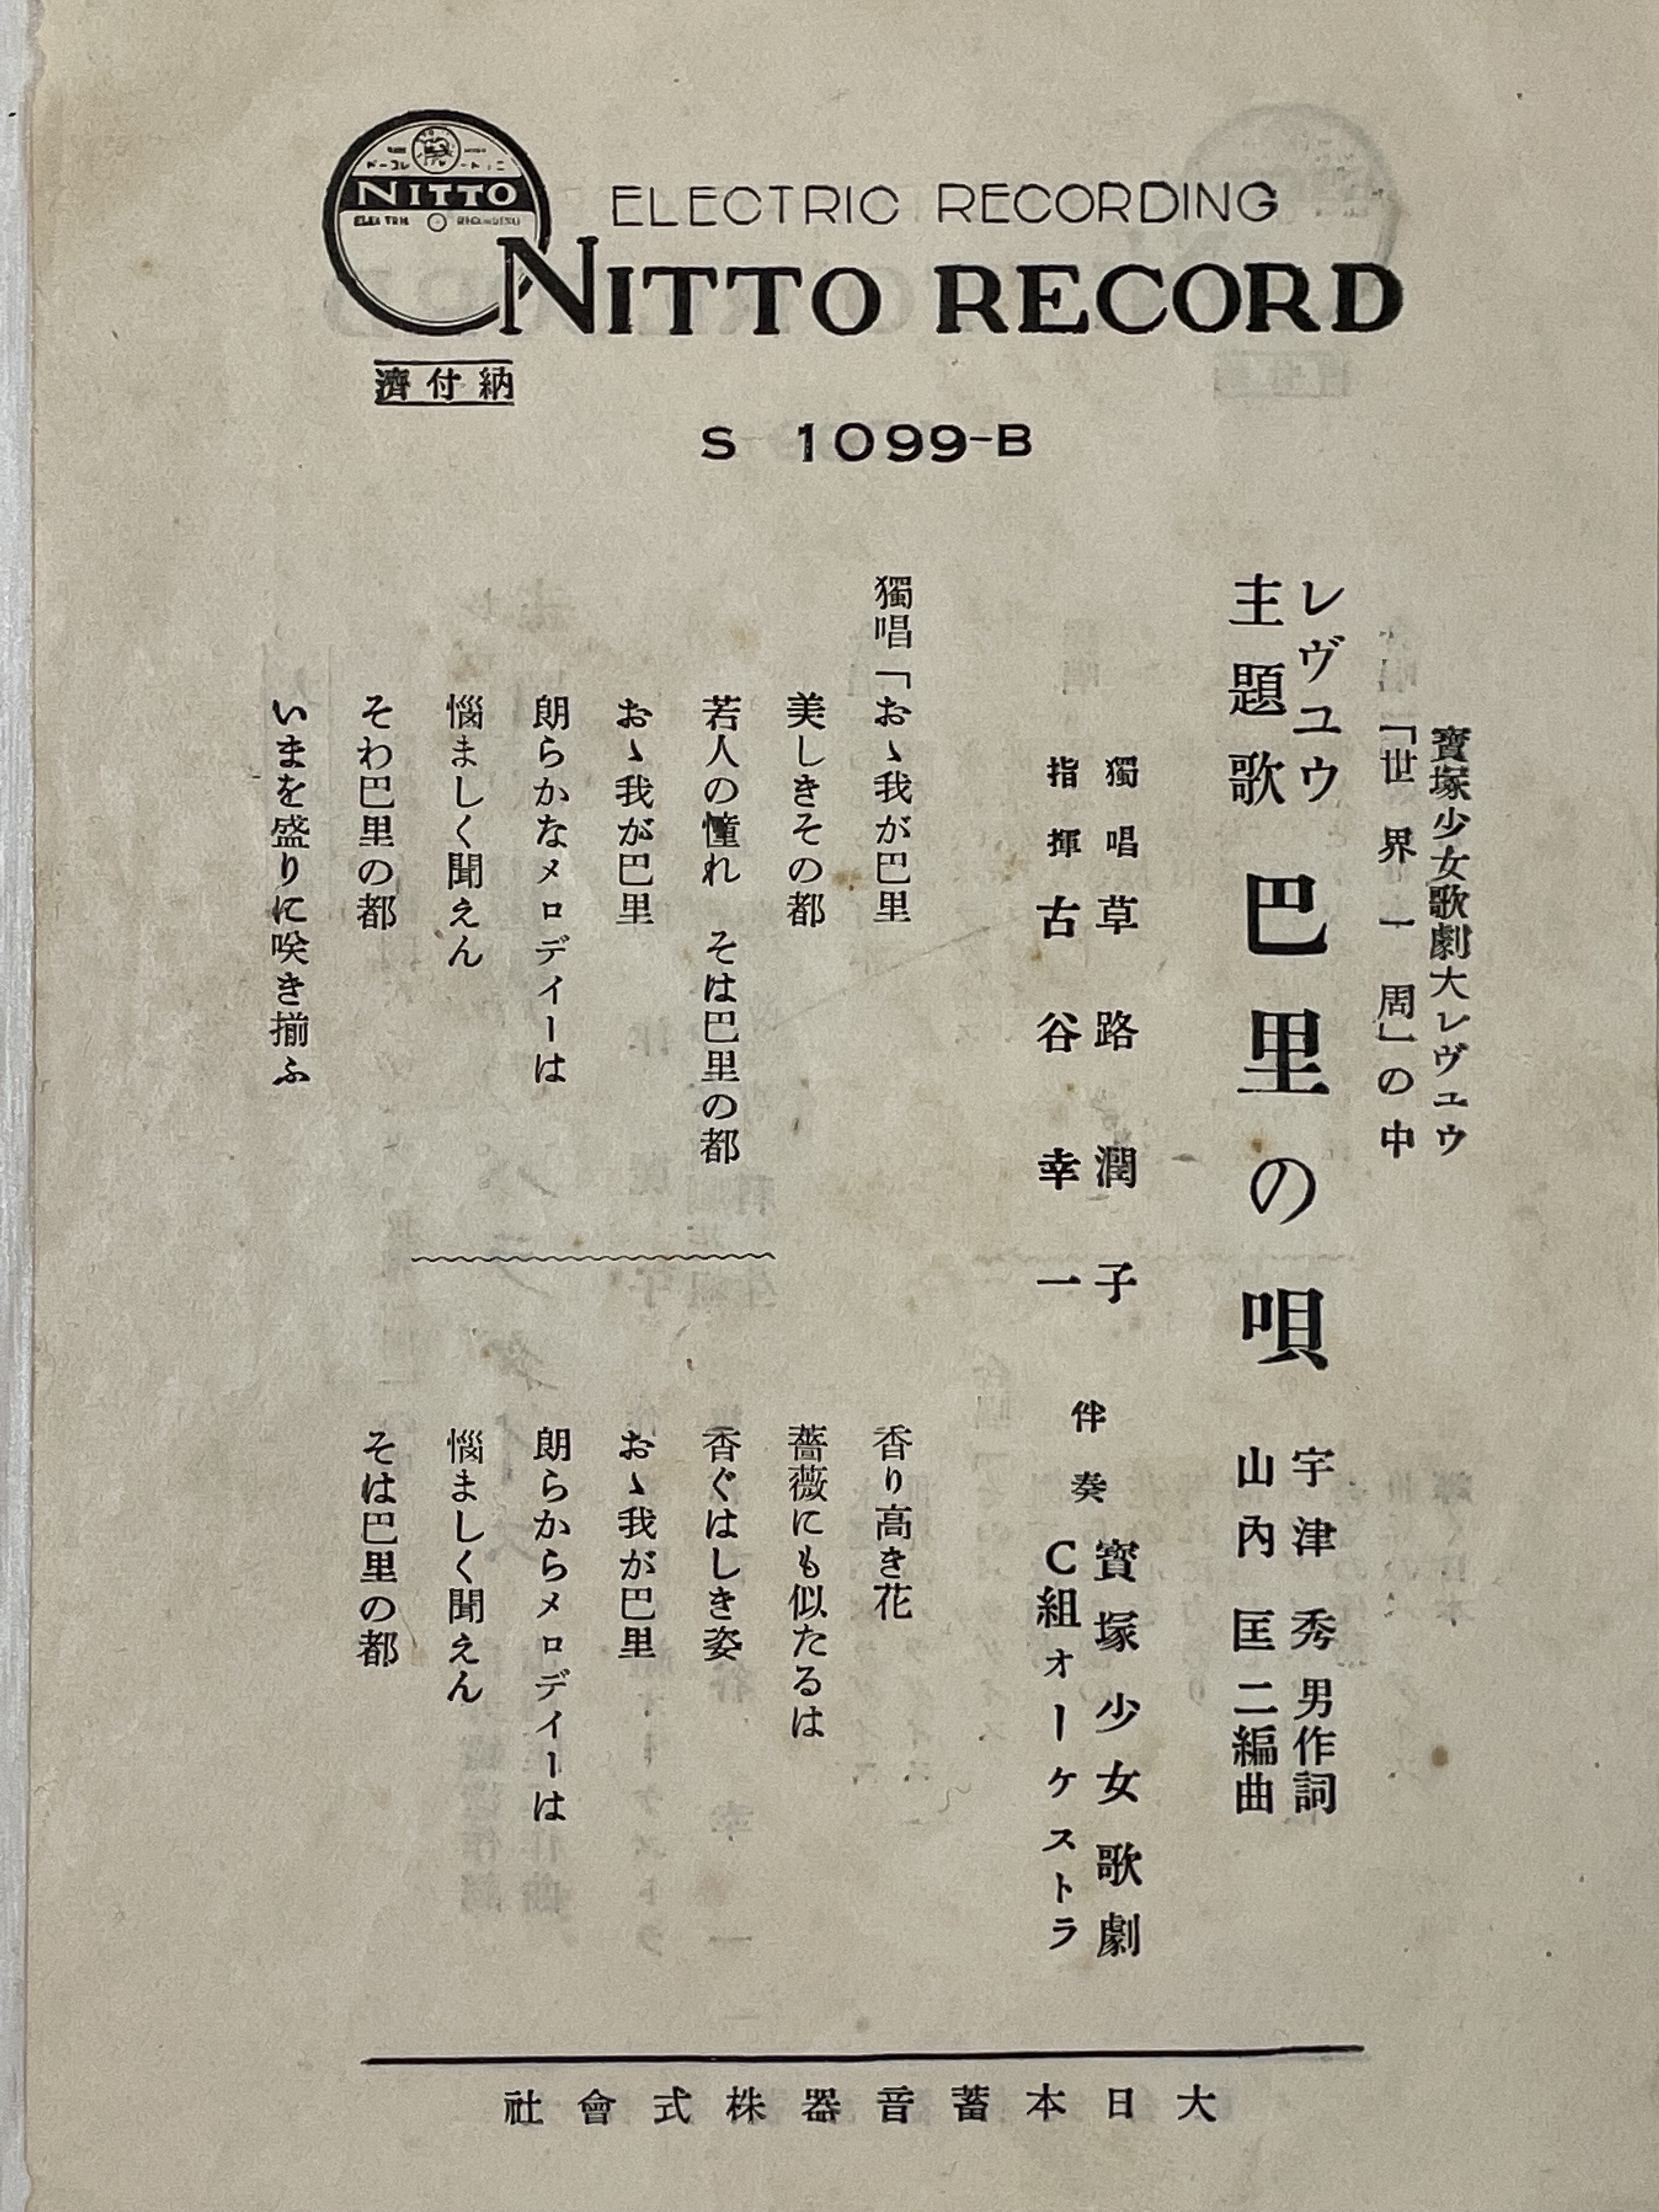 NITTO
ELECTRIC RECORDING
NITTO RECORD
納付濟
S 1099-B
寶塚少女歌劇大レヴユウ
「世界一周」の中
レヴユウ
主題歌
巴里の唄
宇津秀男作詞
山內匡二編曲
獨唱 草路潤子
指揮 古谷幸一
伴奏
寶塚少女歌劇
C組オーケストラ
獨唱「おゝ我が巴里
美しきその都
若人の憧れ そは巴里の都
おゝ我が巴里
朗らかなメロデイーは
惱ましく聞えん
そわ巴里の都
いまを盛りに咲き揃ふ
香り高き花
薔薇にも似たるは
香ぐはしき姿
おゝ我が巴里
朗らからメロデイーは
惱ましく聞えん
そは巴里の都
大日本蓄音器株式會社